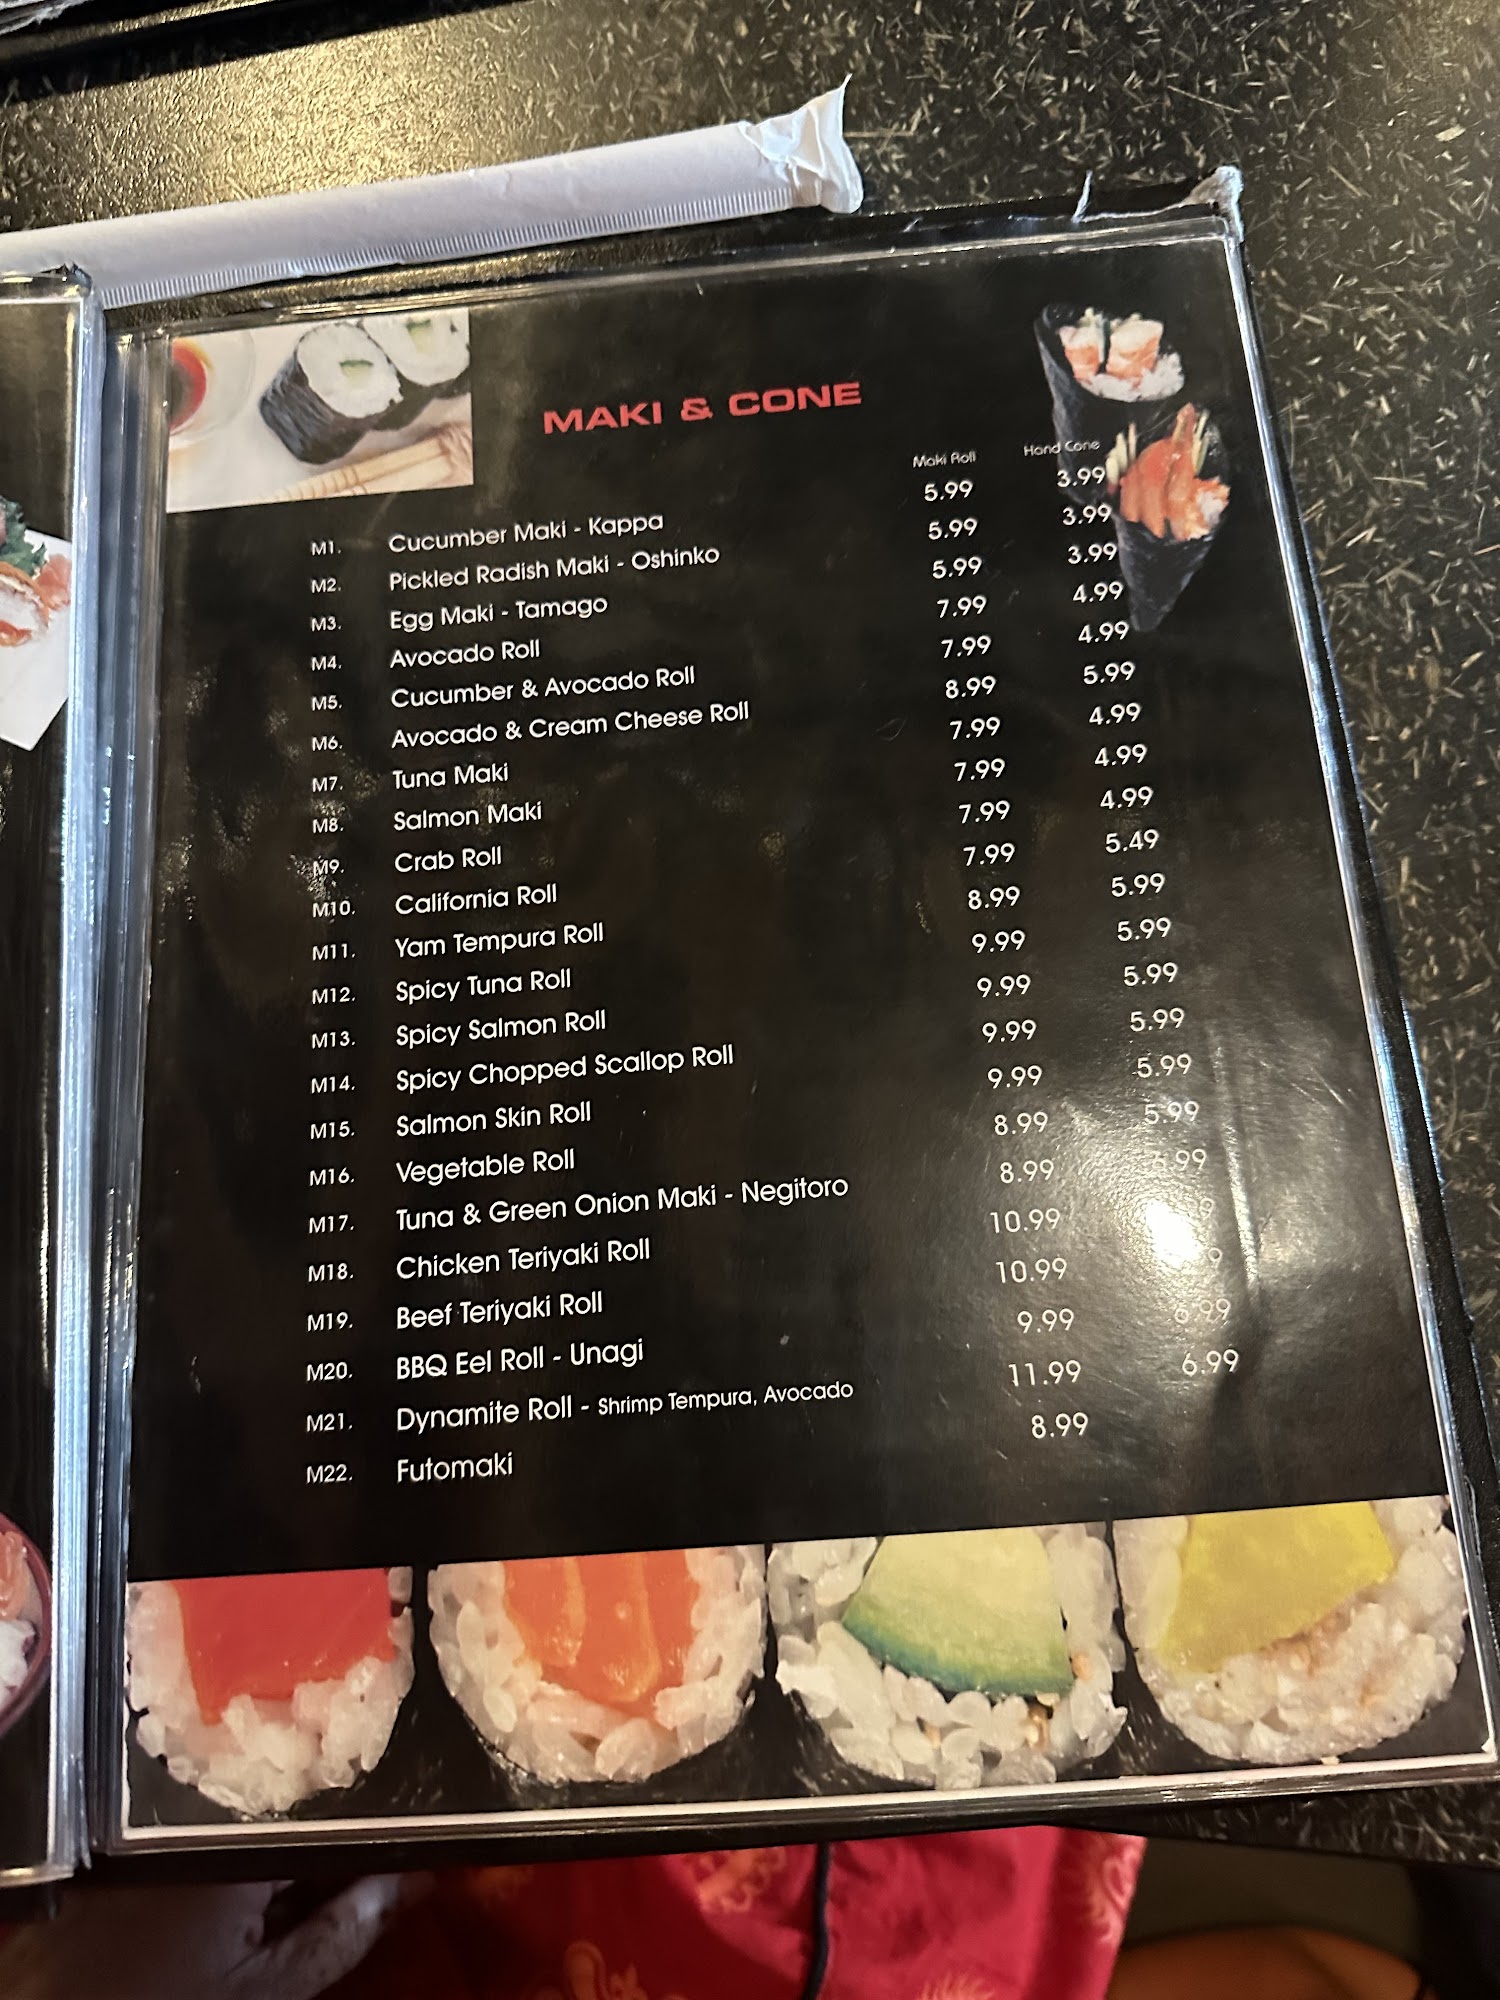 MAKI & CONE
Maki Roll Hand Cone
M1. Cucumber Maki - Kappa 5.99 3.99
M2. Pickled Radish Maki - Oshinko 5.99 3.99
M3. Egg Maki - Tamago 5.99 3.99
M4. Avocado Roll 7.99 4.99
M5. Cucumber & Avocado Roll 7.99 4.99
M6. Avocado & Cream Cheese Roll 8.99 5.99
M7. Tuna Maki 7.99 4.99
M8. Salmon Maki 7.99 4.99
M9. Crab Roll 7.99 4.99
M10. California Roll 7.99 5.49
M11. Yam Tempura Roll 8.99 5.99
M12. Spicy Tuna Roll 9.99 5.99
M13. Spicy Salmon Roll 9.99 5.99
M14. Spicy Chopped Scallop Roll 9.99 5.99
M15. Salmon Skin Roll 9.99 5.99
M16. Vegetable Roll 8.99 5.99
M17. Tuna & Green Onion Maki - Negitoro 8.99
M18. Chicken Teriyaki Roll 10.99
M19. Beef Teriyaki Roll 10.99
M20. BBQ Eel Roll - Unagi 9.99 6.99
M21. Dynamite Roll - Shrimp Tempura, Avocado 11.99 6.99
M22. Futomaki 8.99